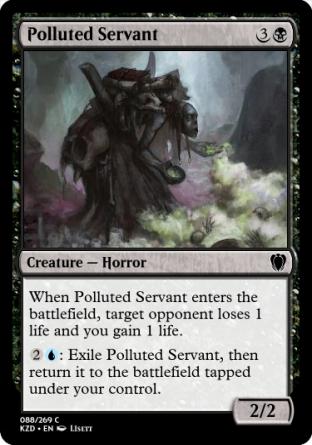 Polluted Servant 3
Creature — Horror
When Polluted Servant enters the
battlefield, target opponent loses 1
life and you gain 1 life.
2: Exile Polluted Servant, then
return it to the battlefield tapped
under your control.
2/2
088/269 C
KZD • EN LISETT